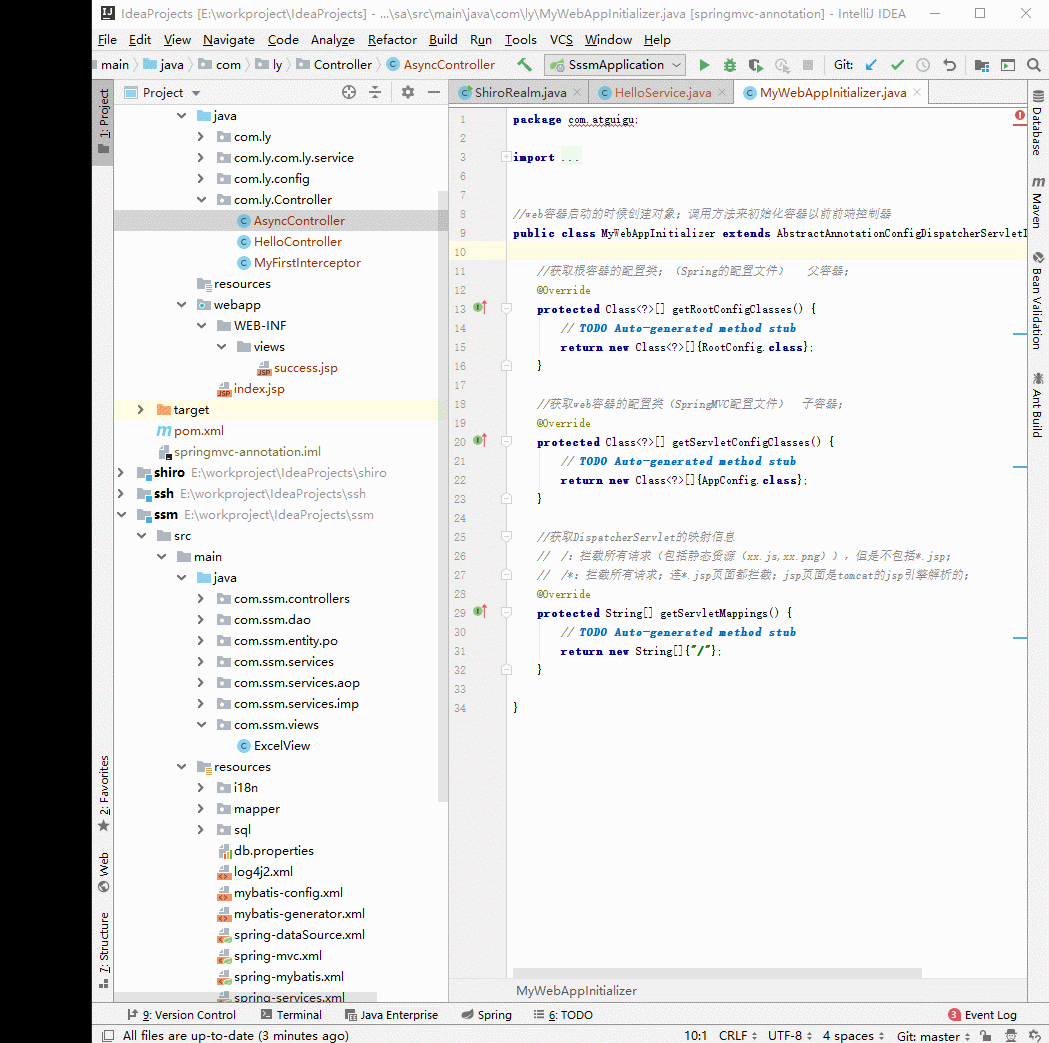 IdeaProjects [E:\workproject\IdeaProjects] - ...\sa\src\main\java\com\ly\MyWebAppInitializer.java [springmvc-annotation] - IntelliJ IDEA
File Edit View Navigate Code Analyze Refactor Build Run Tools VCS Window Help
main java com ly Controller AsyncController SssmApplication Git:
1: Project
Project
ShiroRealm.java HelloService.java MyWebAppInitializer.java
java
com.ly
com.ly.com.ly.service
com.ly.config
com.ly.Controller
AsyncController
HelloController
MyFirstInterceptor
resources
webapp
WEB-INF
views
success.jsp
index.jsp
target
pom.xml
springmvc-annotation.iml
shiro E:\workproject\IdeaProjects\shiro
ssh E:\workproject\IdeaProjects\ssh
ssm E:\workproject\IdeaProjects\ssm
src
main
java
com.ssm.controllers
com.ssm.dao
com.ssm.entity.po
com.ssm.services
com.ssm.services.aop
com.ssm.services.imp
com.ssm.views
ExcelView
resources
i18n
mapper
sql
db.properties
log4j2.xml
mybatis-config.xml
mybatis-generator.xml
spring-dataSource.xml
spring-mvc.xml
spring-mybatis.xml
spring-services.xml
2: Favorites
Web
7: Structure
1 package com.atguigu;
2
3 import ...
6
7
8 //web容器启动的时候创建对象；调用方法来初始化容器以前前端控制器
9 public class MyWebAppInitializer extends AbstractAnnotationConfigDispatcherServletI
10
11 //获取根容器的配置类；（Spring的配置文件） 父容器；
12 @Override
13 protected Class<?>[] getRootConfigClasses() {
14 // TODO Auto-generated method stub
15 return new Class<?>[]{RootConfig.class};
16 }
17
18 //获取web容器的配置类（SpringMVC配置文件） 子容器；
19 @Override
20 protected Class<?>[] getServletConfigClasses() {
21 // TODO Auto-generated method stub
22 return new Class<?>[]{AppConfig.class};
23 }
24
25 //获取DispatcherServlet的映射信息
26 // /：拦截所有请求（包括静态资源（xx.js,xx.png）），但是不包括*.jsp；
27 // /*：拦截所有请求；连*.jsp页面都拦截；jsp页面是tomcat的jsp引擎解析的；
28 @Override
29 protected String[] getServletMappings() {
30 // TODO Auto-generated method stub
31 return new String[]{"/"};
32 }
33
34 }
MyWebAppInitializer
Database
Maven
Bean Validation
Ant Build
9: Version Control Terminal Java Enterprise Spring 6: TODO 3 Event Log
All files are up-to-date (3 minutes ago) 10:1 CRLF UTF-8 4 spaces Git: master